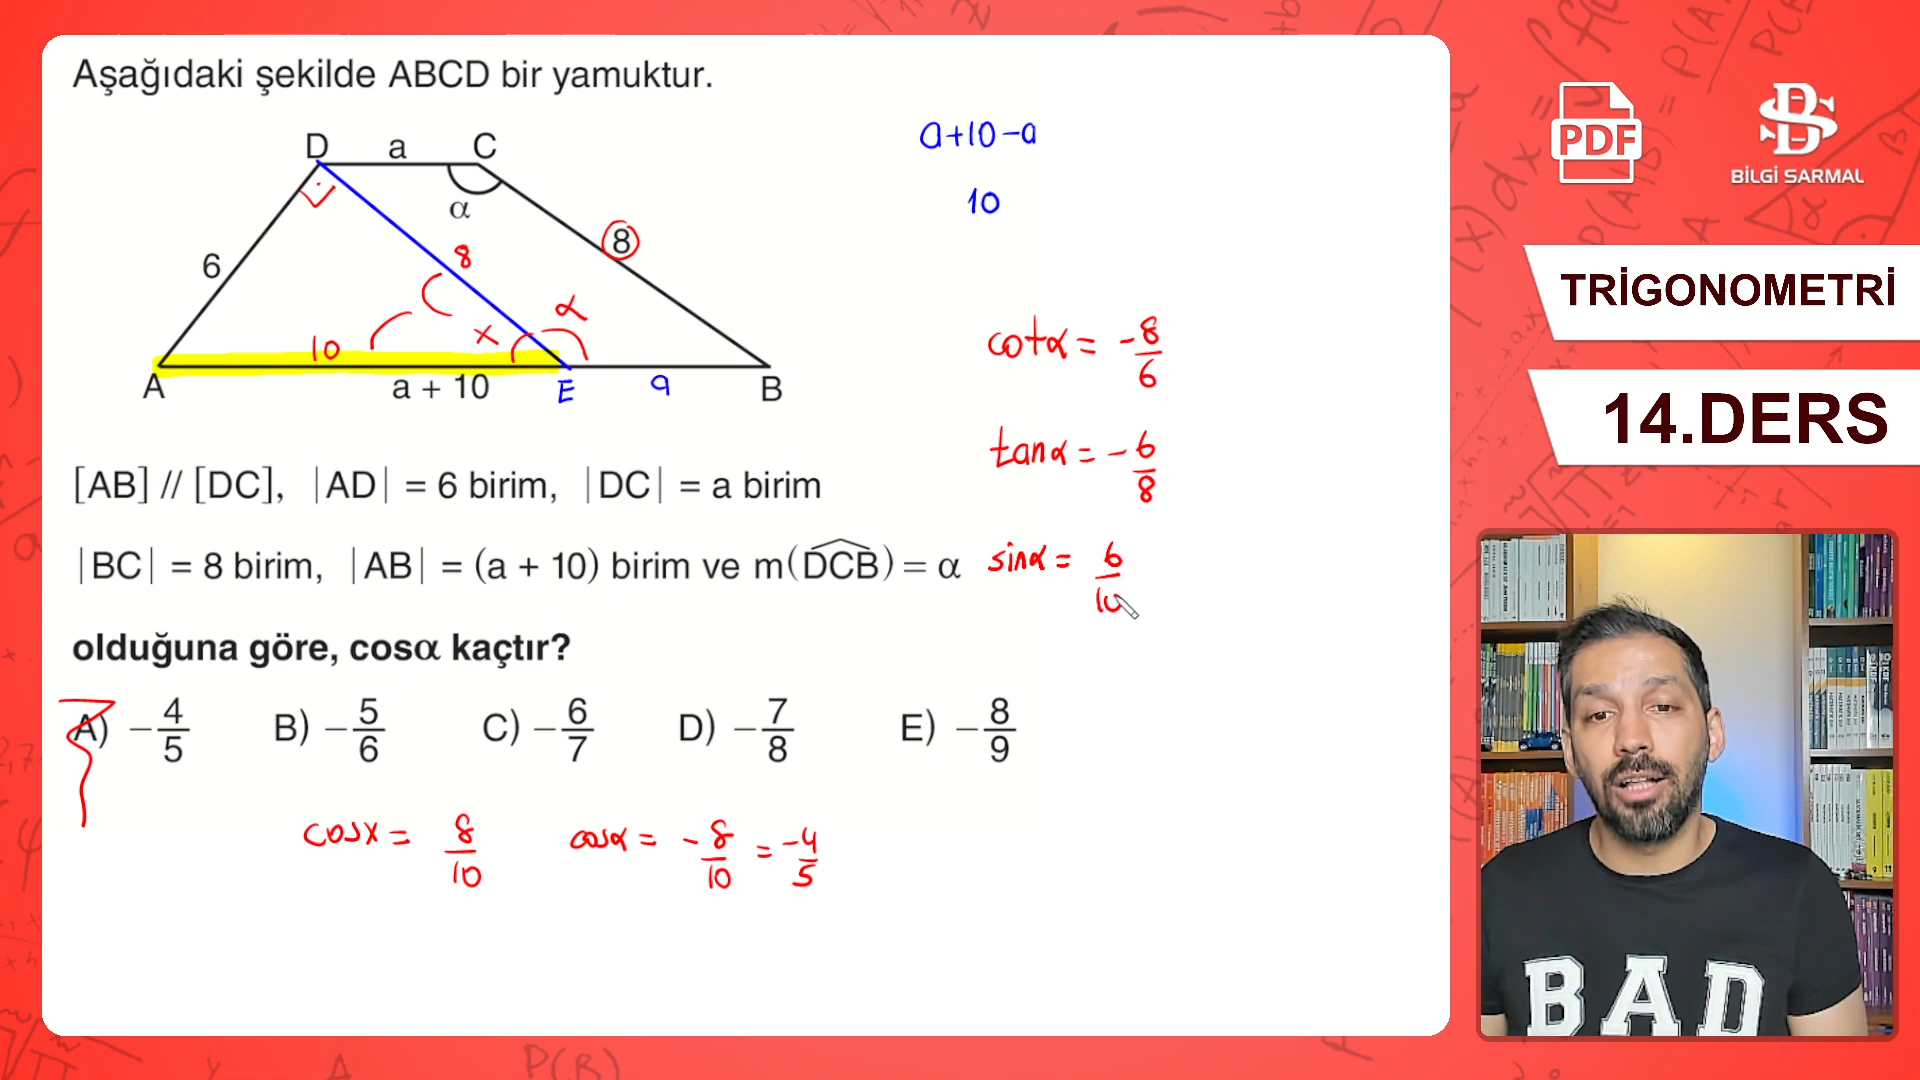 Aşağıdaki şekilde ABCD bir yamuktur.
D a C
α
6
8
8
α
x
10
A a + 10 E a B
a+10-a
10
cotα = -8/6
tanα = -6/8
sinα = 6/10
[AB] // [DC], |AD| = 6 birim, |DC| = a birim
|BC| = 8 birim, |AB| = (a + 10) birim ve m(DCB) = α
olduğuna göre, cosα kaçtır?
A) -4/5 B) -5/6 C) -6/7 D) -7/8 E) -8/9
cosx = 8/10 cosα = -8/10 = -4/5
PDF
BİLGİ SARMAL
TRİGONOMETRİ
14.DERS
BAD
P(B)